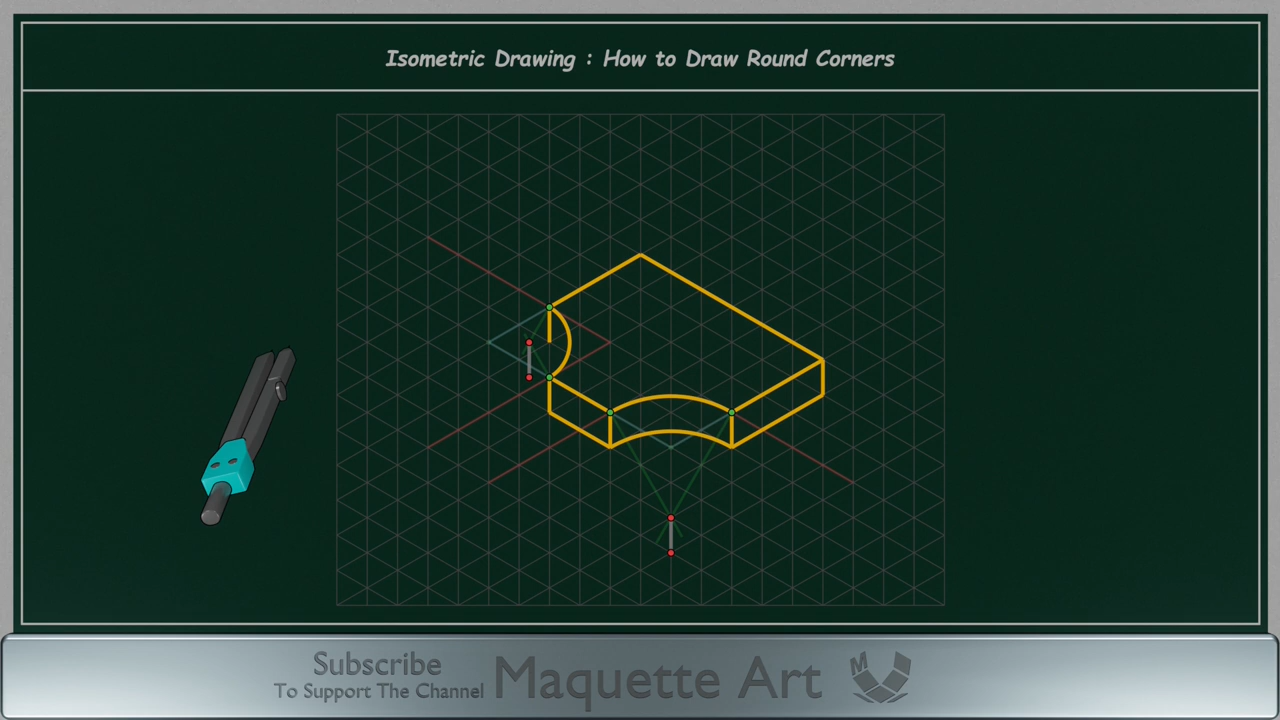 Isometric Drawing : How to Draw Round Corners
Subscribe
To Support The Channel
Maquette Art
M